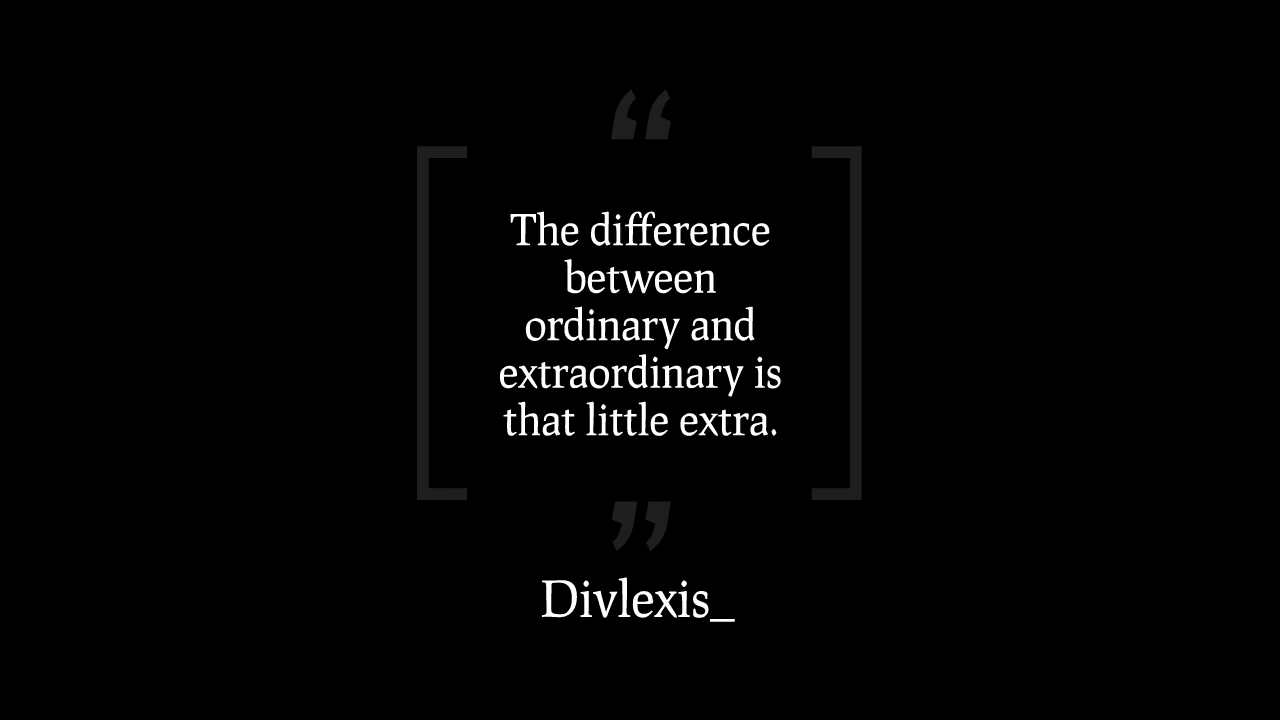 “
The difference
between
ordinary and
extraordinary is
that little extra.
”
Divlexis_